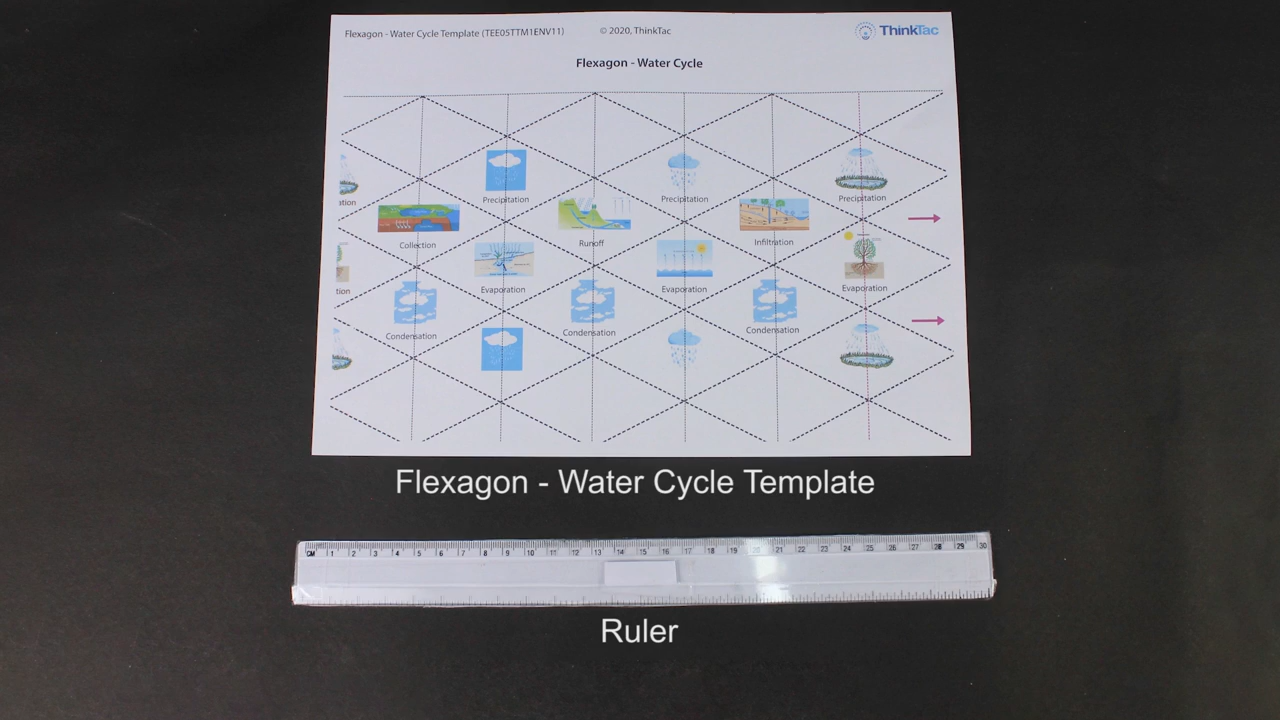 Flexagon - Water Cycle Template (TEE05TTM1ENV11) © 2020, ThinkTac ThinkTac
Flexagon - Water Cycle
ation Precipitation Precipitation Precipitation
Collection Runoff Infiltration
tion Evaporation Evaporation Evaporation
Condensation Condensation Condensation
Flexagon - Water Cycle Template
CM 1 2 3 4 5 6 7 8 9 10 11 12 13 14 15 16 17 18 19 20 21 22 23 24 25 26 27 28 29 30
Ruler